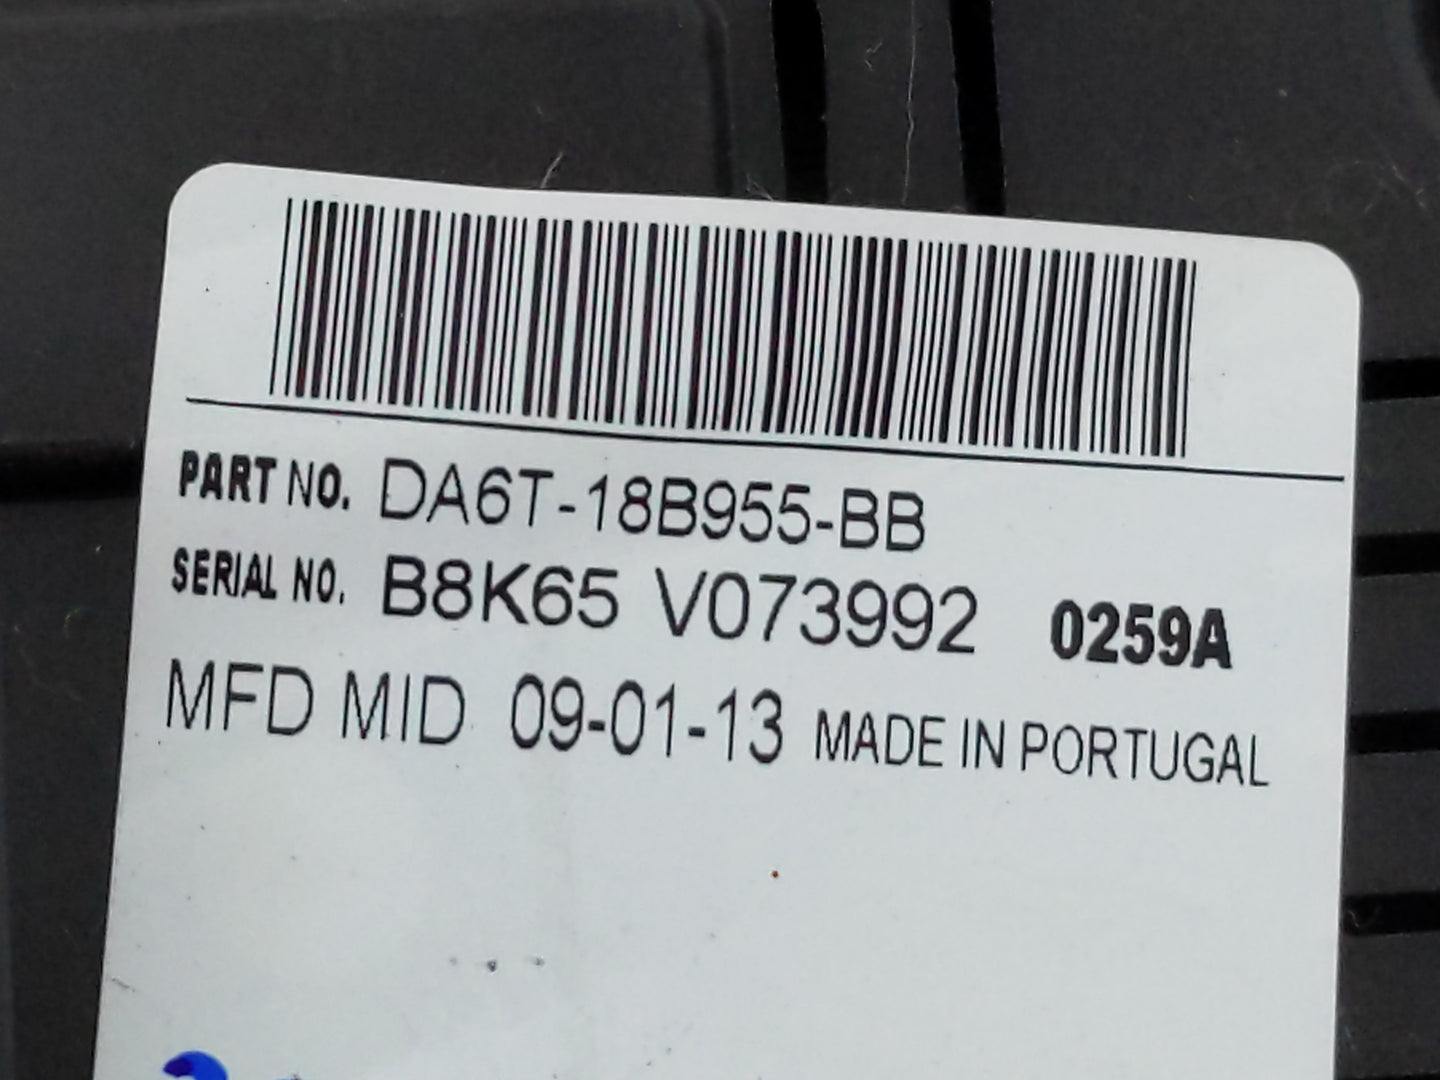 PART NO. DA6T-18B955-BB
SERIAL NO. B8K65 V073992 0259A
MFD MID 09-01-13 MADE IN PORTUGAL